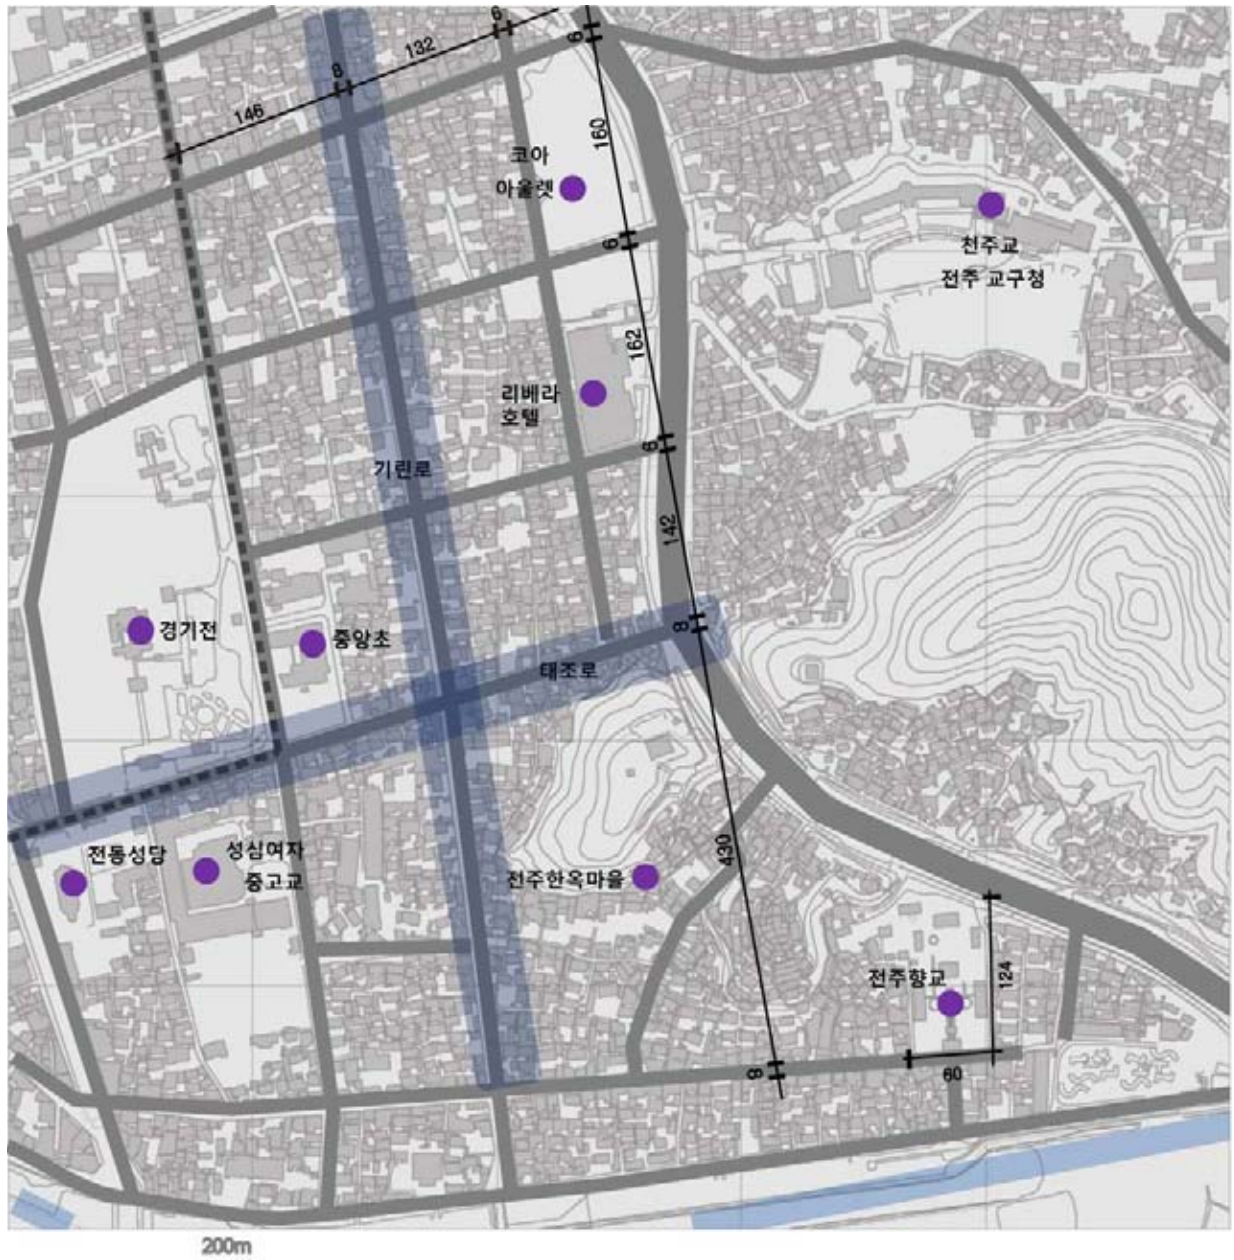 6
132
6
8
146
160
코아
아울렛
6
천주교
전주 교구청
162
리베라
호텔
6
기린로
142
경기전
중앙초
8
태조로
전동성당
성심여자
중고교
430
전주한옥마을
전주향교
124
8
60
200m